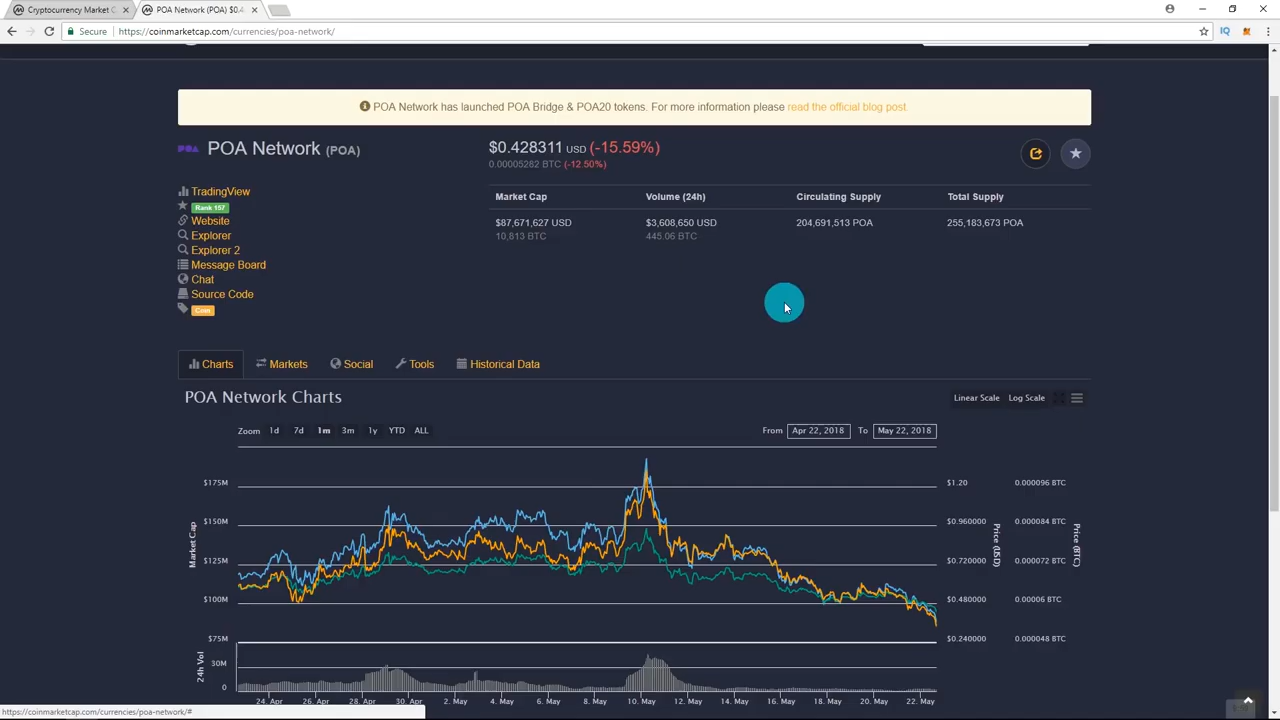 Cryptocurrency Market C
POA Network (POA) $0.4
Secure https://coinmarketcap.com/currencies/poa-network/
POA Network has launched POA Bridge & POA20 tokens. For more information please read the official blog post.
POA POA Network (POA)
$0.428311 USD (-15.59%)
0.00005282 BTC (-12.50%)
TradingView
Rank 157
Website
Explorer
Explorer 2
Message Board
Chat
Source Code
Coin
Market Cap Volume (24h) Circulating Supply Total Supply
$87,671,627 USD $3,608,650 USD 204,691,513 POA 255,183,673 POA
10,813 BTC 445.06 BTC
Charts Markets Social Tools Historical Data
POA Network Charts
Linear Scale Log Scale
Zoom 1d 7d 1m 3m 1y YTD ALL From Apr 22, 2018 To May 22, 2018
$175M $1.20 0.000096 BTC
$150M $0.960000 0.000084 BTC
$125M $0.720000 0.000072 BTC
$100M $0.480000 0.00006 BTC
$75M $0.240000 0.000048 BTC
Market Cap
Price (USD)
Price (BTC)
24h Vol
30M
0
24. Apr 26. Apr 28. Apr 30. Apr 2. May 4. May 6. May 8. May 10. May 12. May 14. May 16. May 18. May 20. May 22. May
https://coinmarketcap.com/currencies/poa-network/#